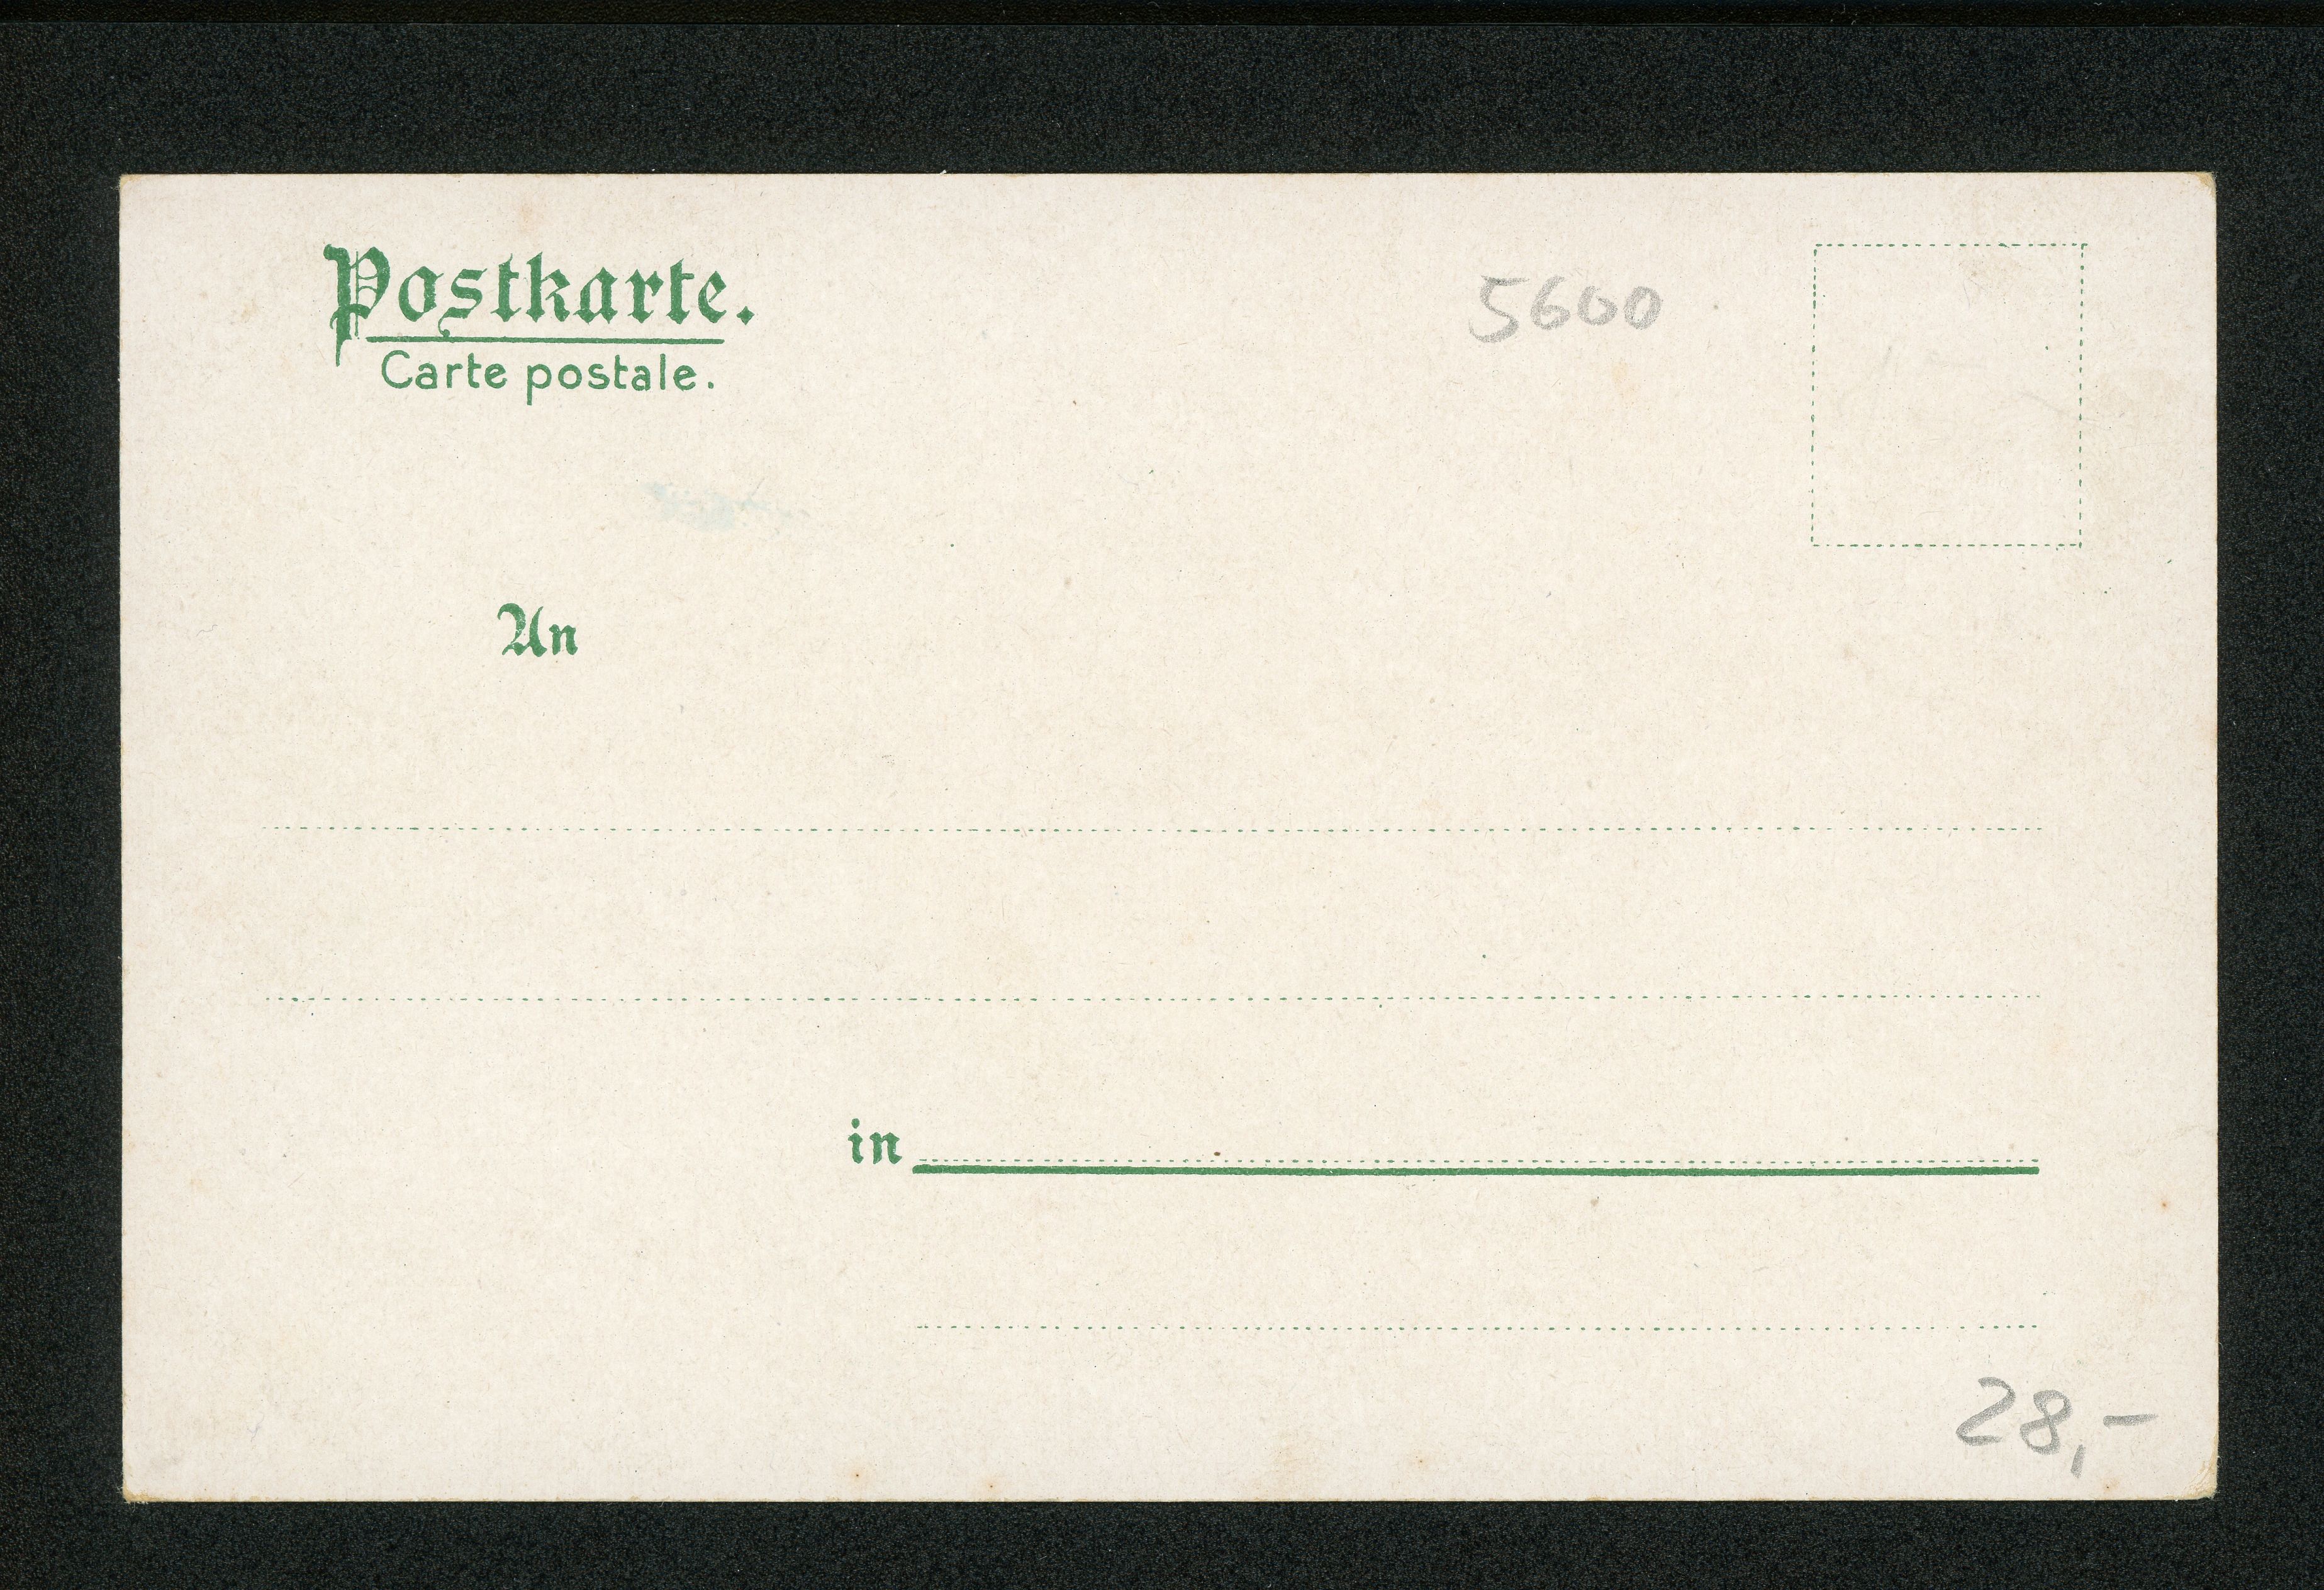 Postkarte.
Carte postale.
5600
An
in
28,-